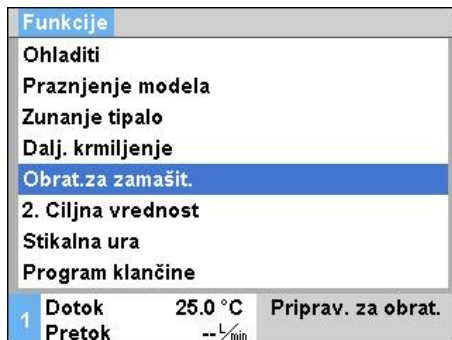 Funkcije
Ohladiti
Praznjenje modela
Zunanje tipalo
Dalj. krmiljenje
Obrat.za zamašit.
2. Ciljna vrednost
Stikalna ura
Program klančine
1 Dotok 25.0 °C Priprav. za obrat.
Pretok -- L/min